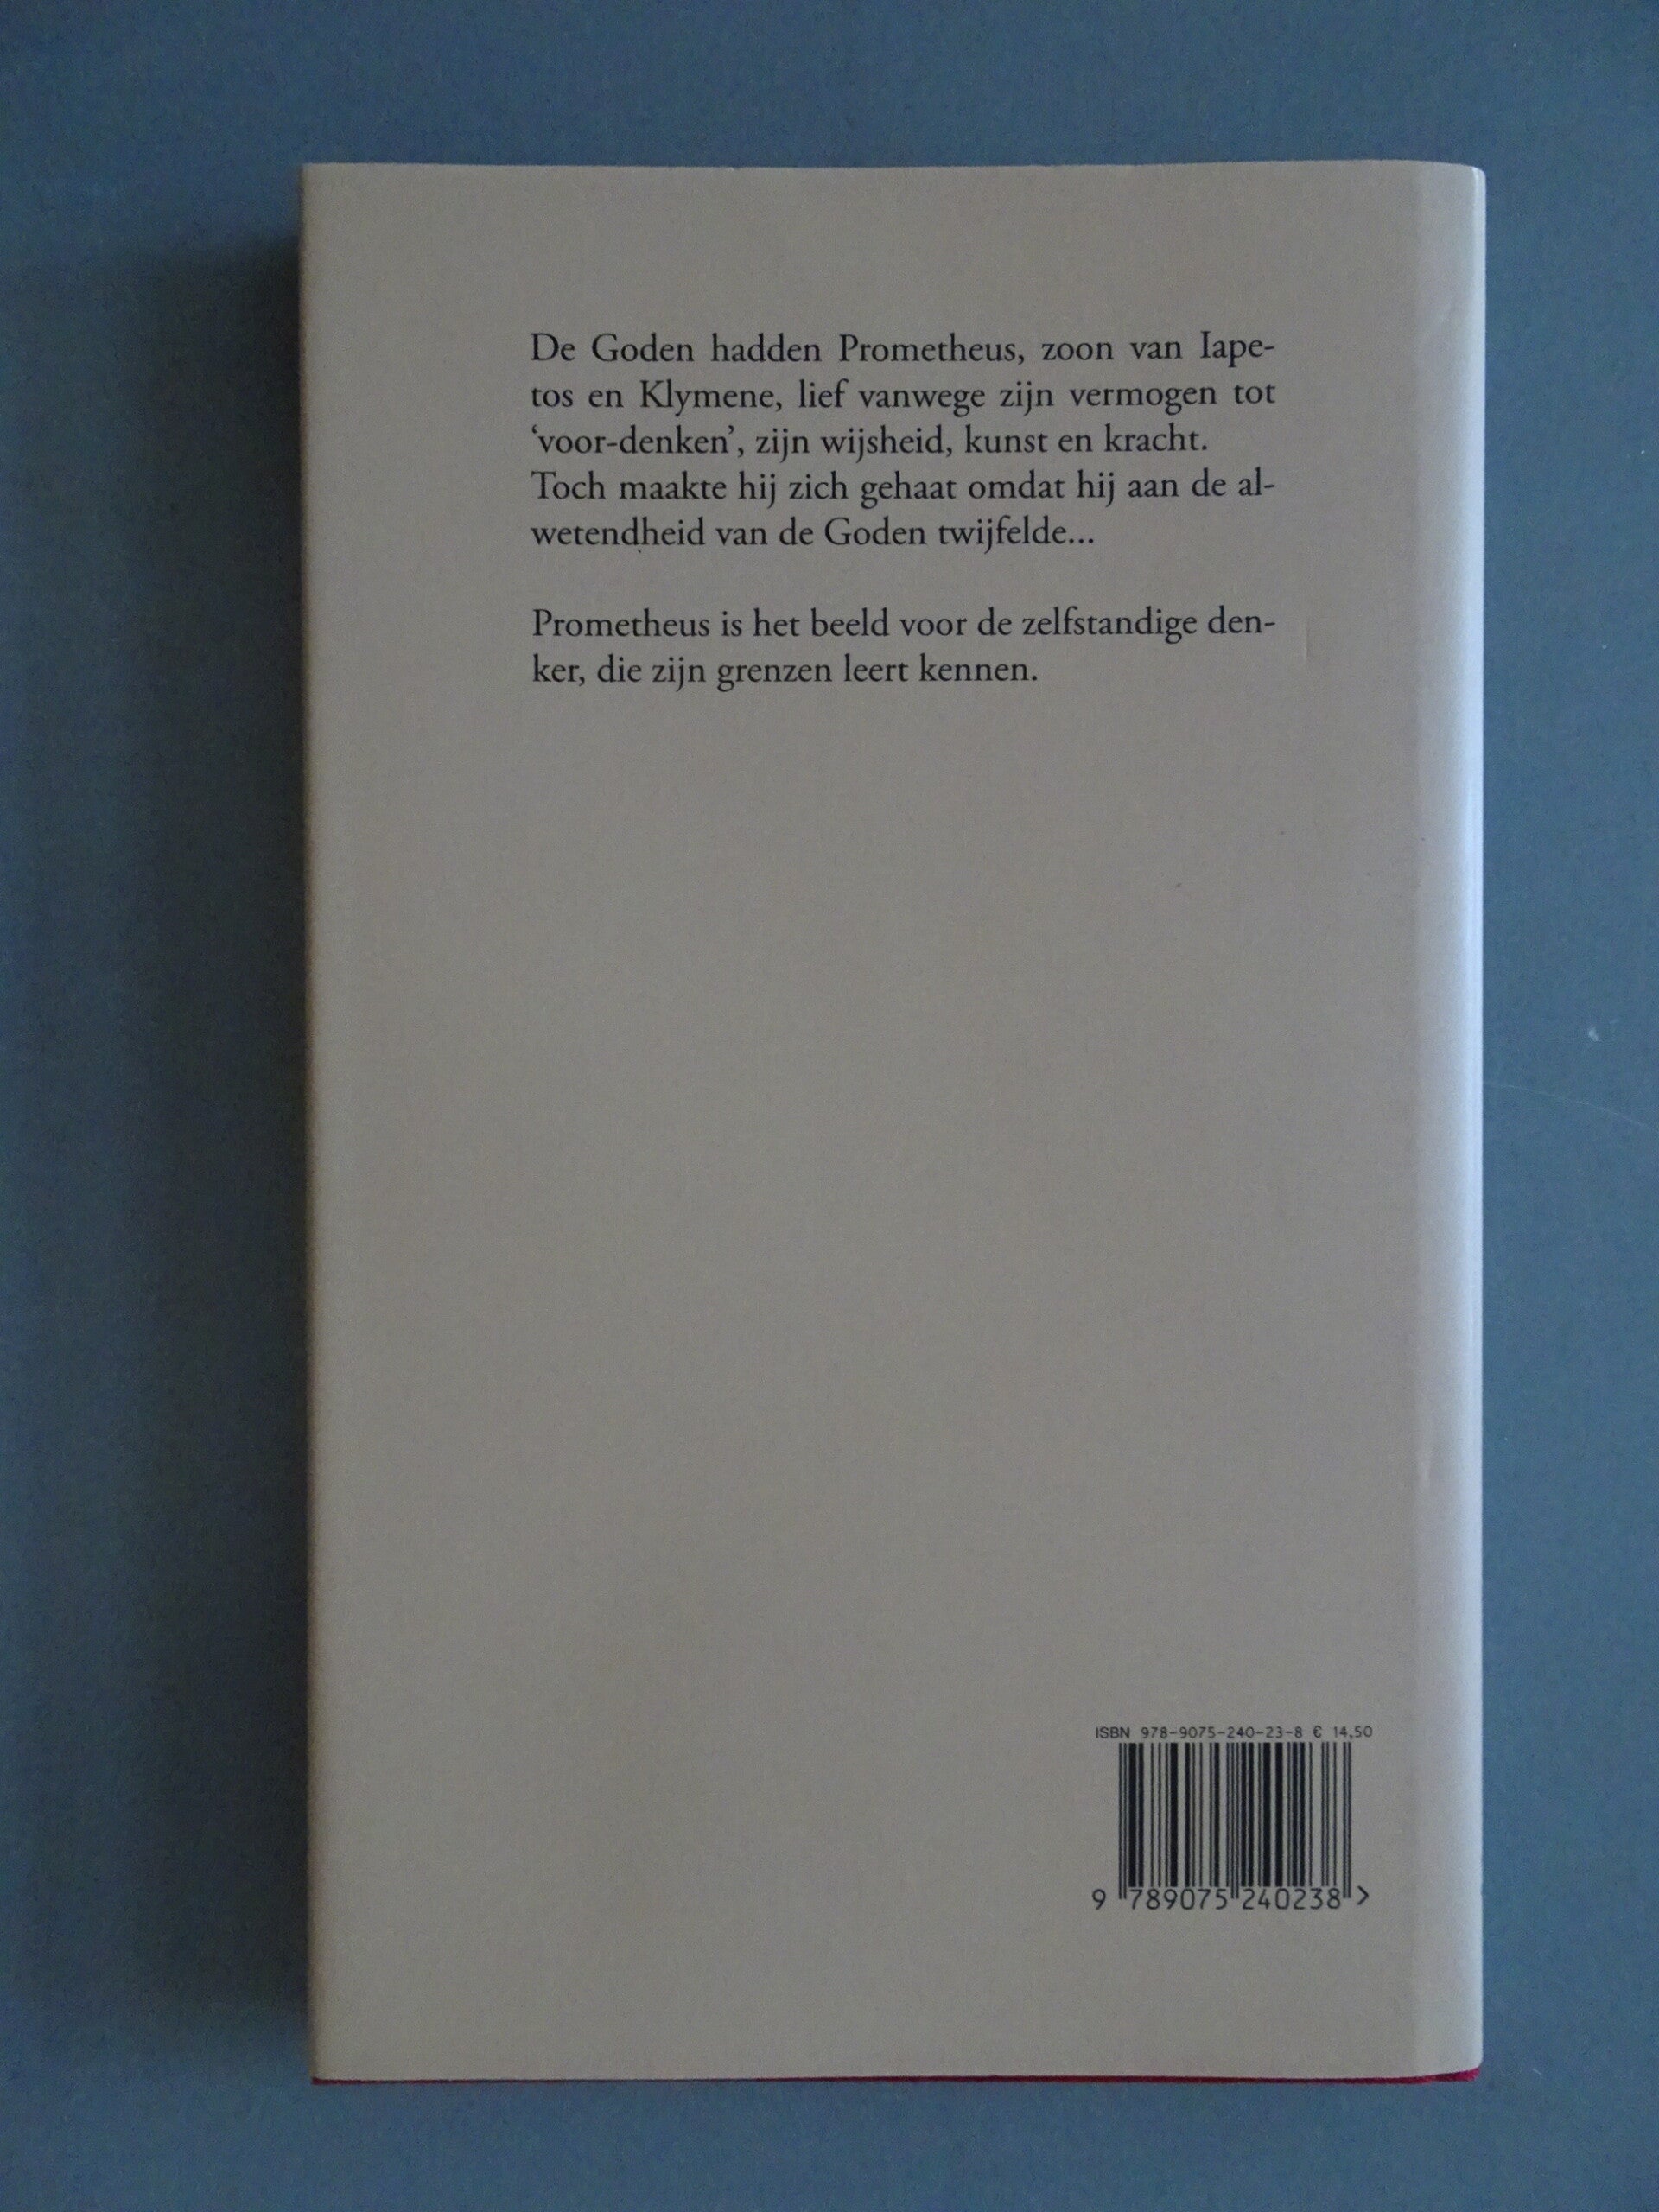 De Goden hadden Prometheus, zoon van Iape-
tos en Klymene, lief vanwege zijn vermogen tot
‘voor-denken’, zijn wijsheid, kunst en kracht.
Toch maakte hij zich gehaat omdat hij aan de al-
wetendheid van de Goden twijfelde...
Prometheus is het beeld voor de zelfstandige den-
ker, die zijn grenzen leert kennen.
ISBN 978-9075-240-23-8 € 14,50
9 789075 240238 >